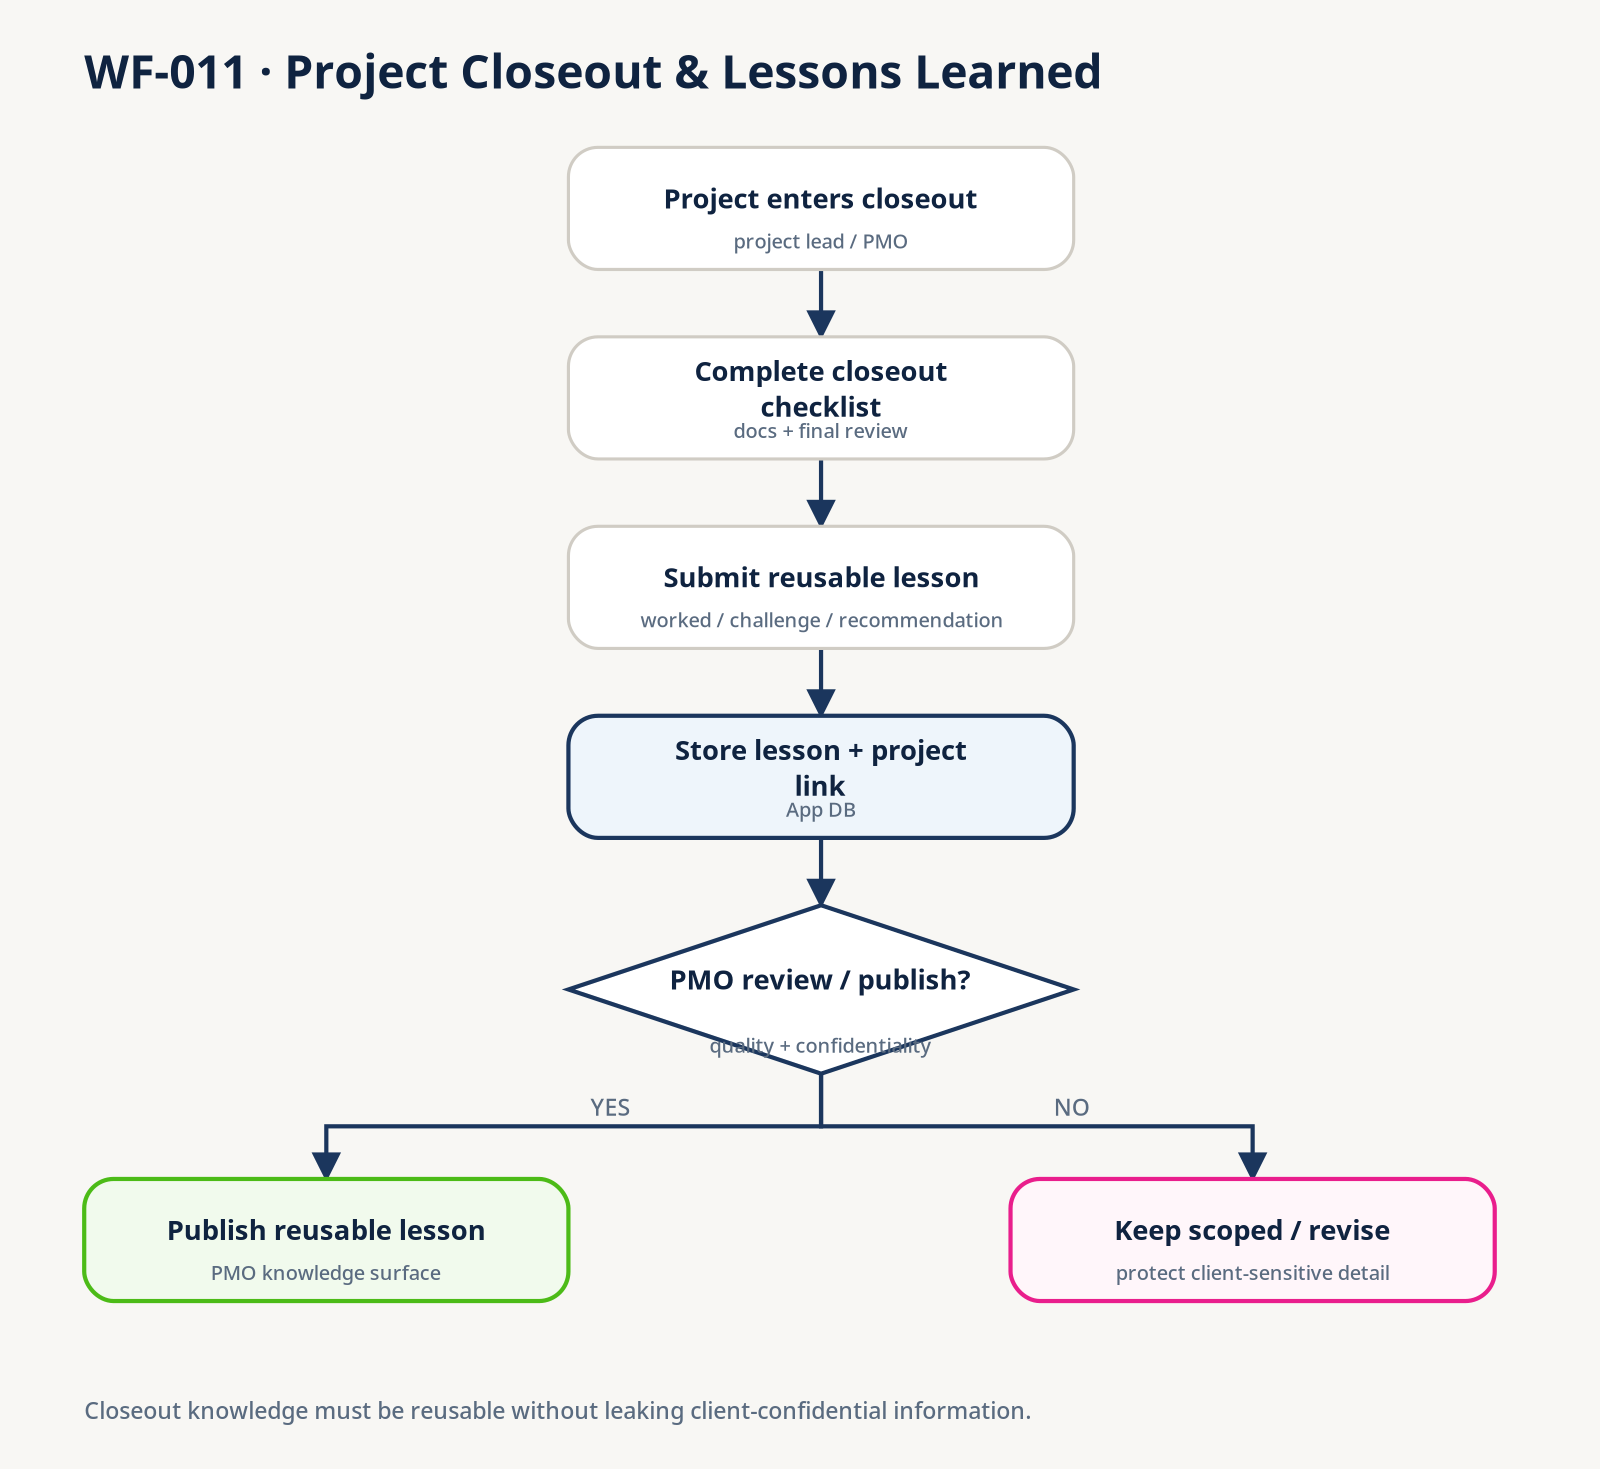 WF-011 · Project Closeout & Lessons Learned
Project enters closeout
project lead / PMO
Complete closeout
checklist
docs + final review
Submit reusable lesson
worked / challenge / recommendation
Store lesson + project
link
App DB
PMO review / publish?
quality + confidentiality
YES
NO
Publish reusable lesson
PMO knowledge surface
Keep scoped / revise
protect client-sensitive detail
Closeout knowledge must be reusable without leaking client-confidential information.